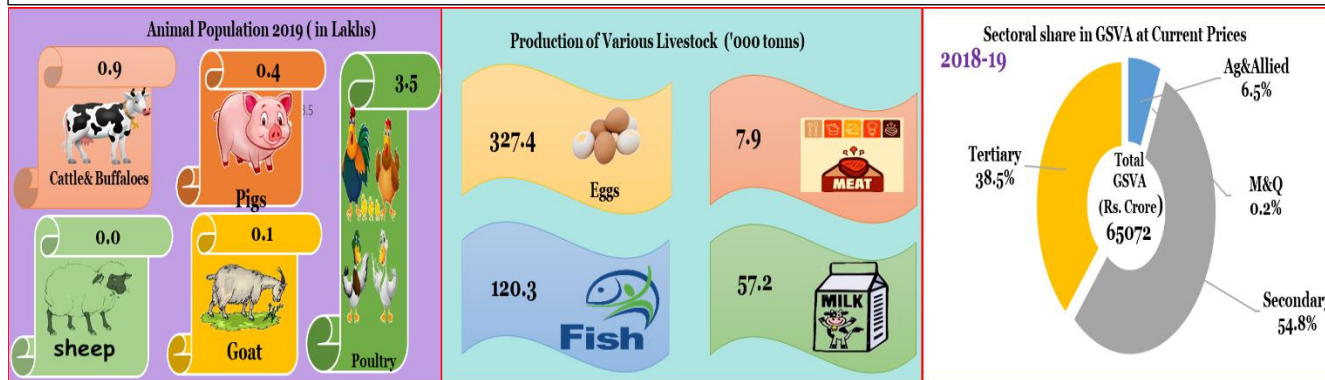 Animal Population 2019 ( in Lakhs)
0.9
Cattle& Buffaloes
0.4
Pigs
3.5
Poultry
0.0
sheep
0.1
Goat
Production of Various Livestock ('000 tonns)
327.4
Eggs
7.9
MEAT
120.3
Fish
57.2
MILK
Sectoral share in GSVA at Current Prices
2018-19
Ag&Allied
6.5%
Tertiary
38.5%
Total
GSVA
(Rs. Crore)
65072
M&Q
0.2%
Secondary
54.8%